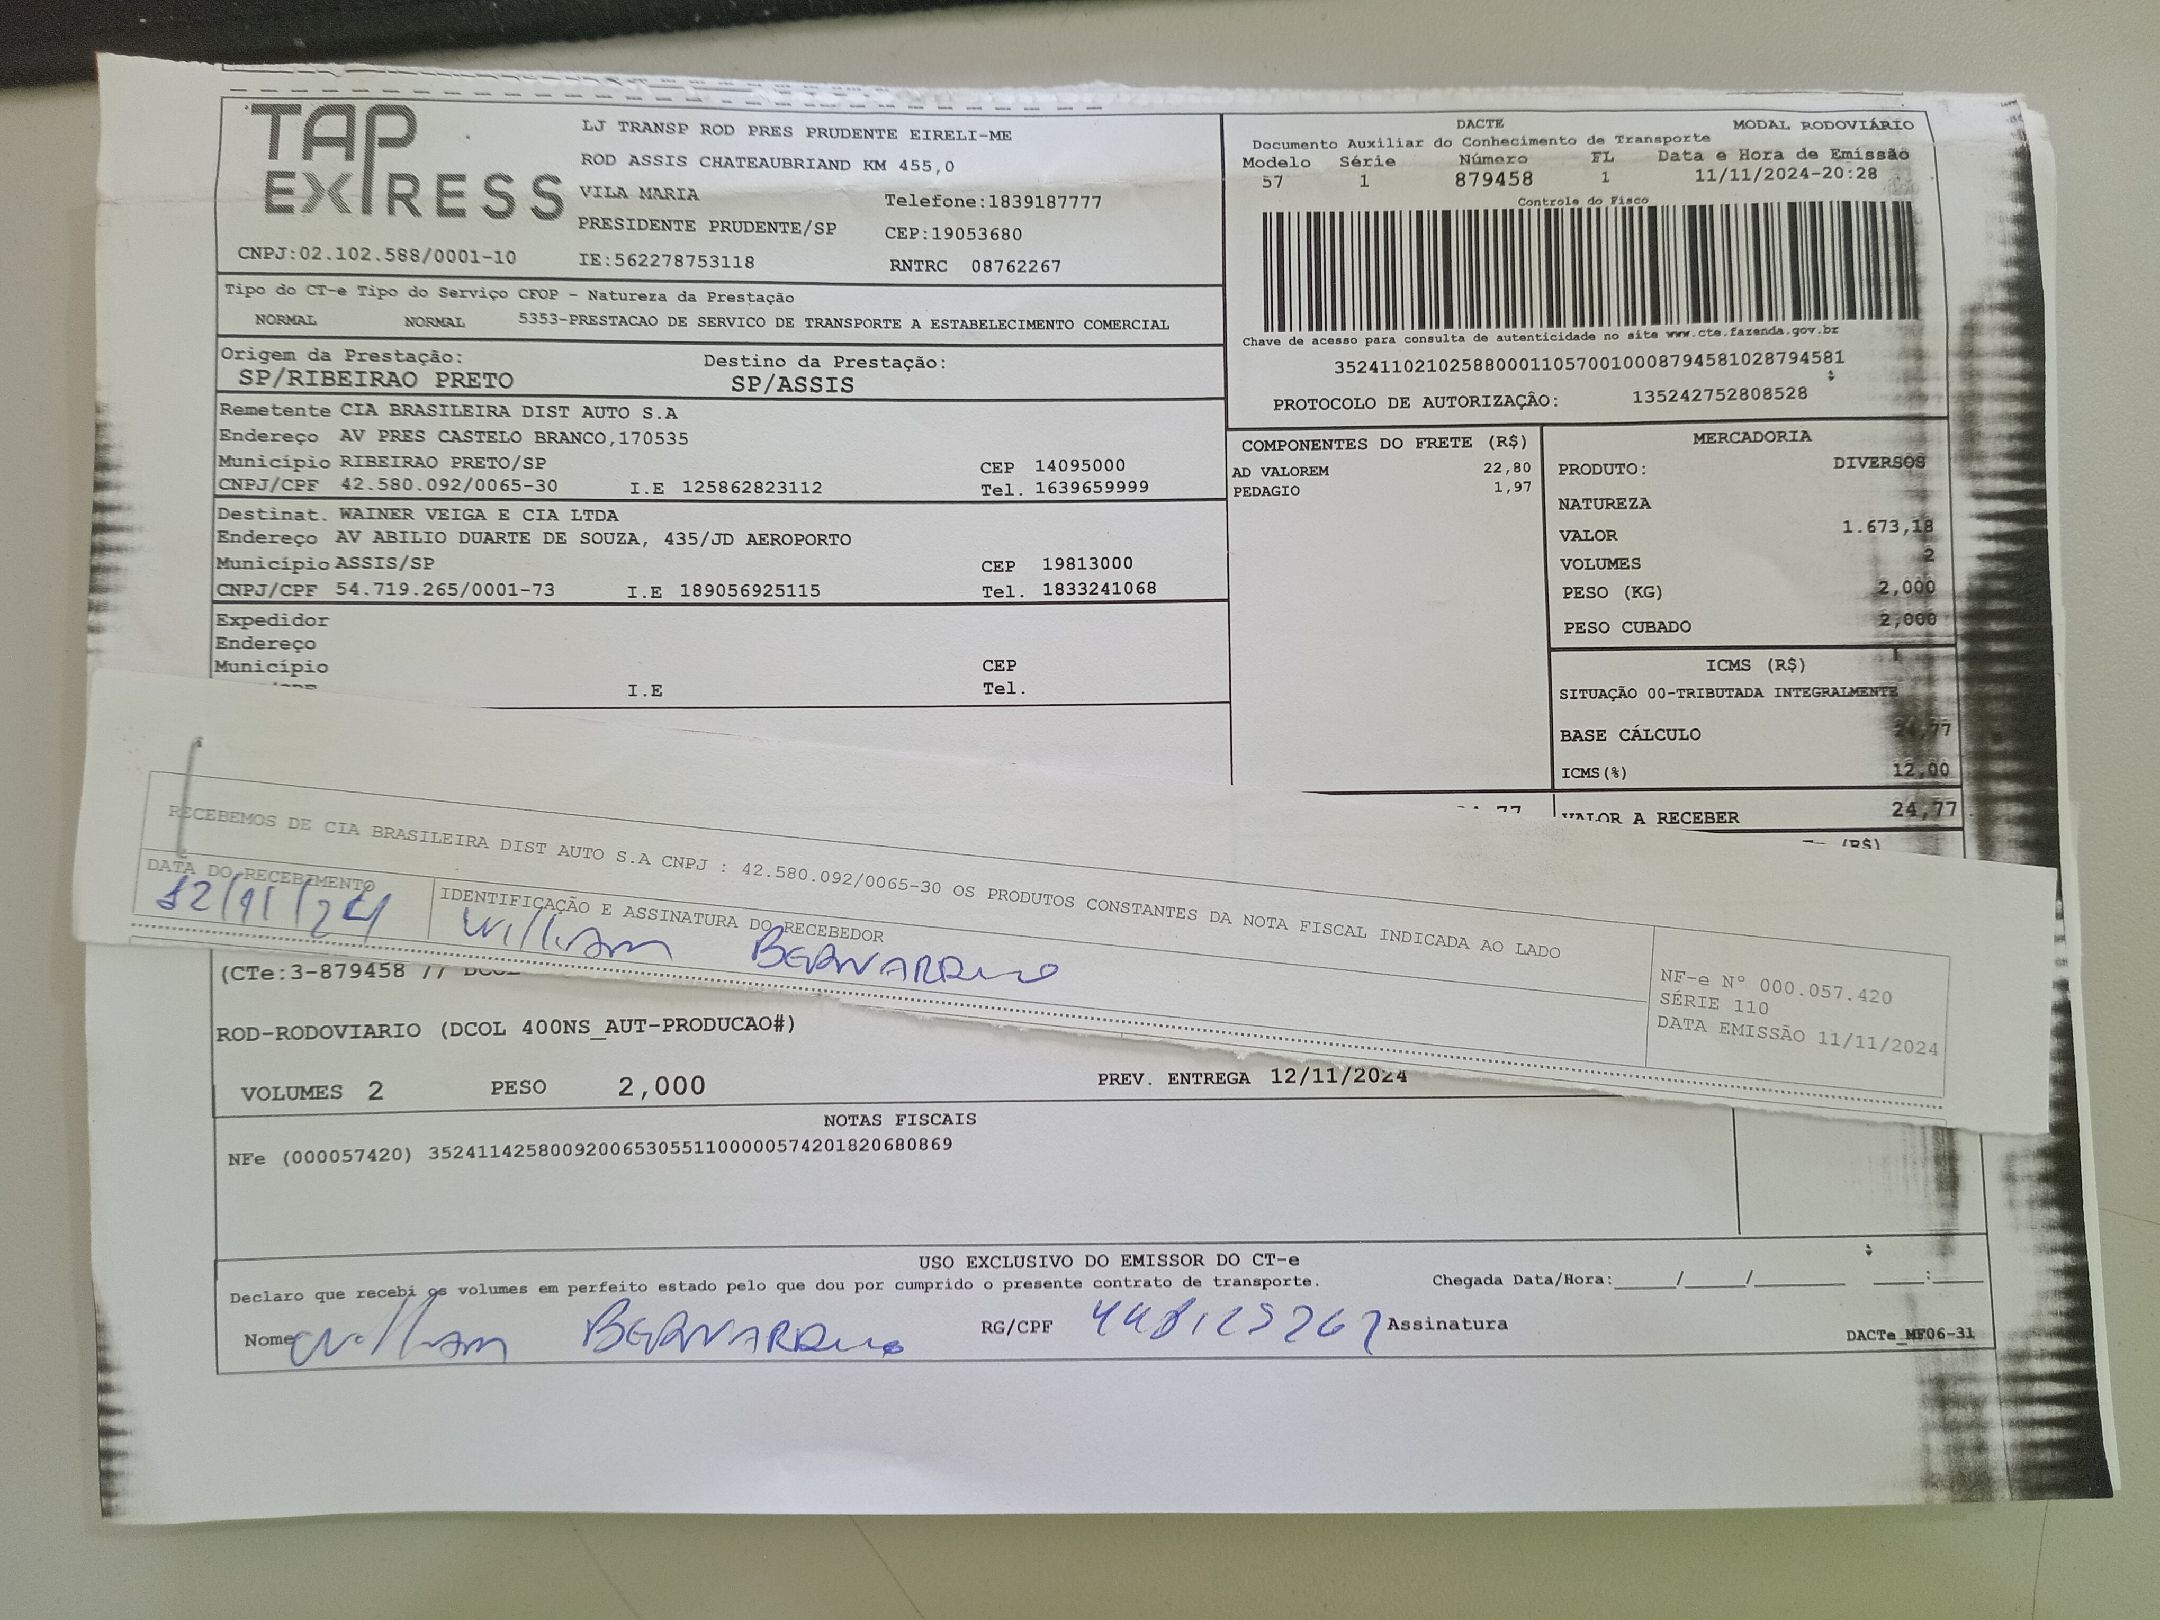 TAP EXPRESS
LJ TRANSP ROD PRES PRUDENTE EIRELI-ME
ROD ASSIS CHATEAUBRIAND KM 455,0
VILA MARIA Telefone:1839187777
PRESIDENTE PRUDENTE/SP CEP:19053680
CNPJ:02.102.588/0001-10 IE:562278753118 RNTRC 08762267
DACTE MODAL RODOVIÁRIO
Documento Auxiliar do Conhecimento de Transporte
Modelo Série Número FL Data e Hora de Emissão
57 1 879458 1 11/11/2024-20:28
Controle do Fisco
Chave de acesso para consulta de autenticidade no site www.cte.fazenda.gov.br
35241102102588000110570010008794581028794581
PROTOCOLO DE AUTORIZAÇÃO: 135242752808528
Tipo do CT-e Tipo do Serviço CFOP - Natureza da Prestação
NORMAL NORMAL 5353-PRESTACAO DE SERVICO DE TRANSPORTE A ESTABELECIMENTO COMERCIAL
Origem da Prestação: Destino da Prestação:
SP/RIBEIRAO PRETO SP/ASSIS
Remetente CIA BRASILEIRA DIST AUTO S.A
Endereço AV PRES CASTELO BRANCO,170535
Município RIBEIRAO PRETO/SP CEP 14095000
CNPJ/CPF 42.580.092/0065-30 I.E 125862823112 Tel. 1639659999
Destinat. WAINER VEIGA E CIA LTDA
Endereço AV ABILIO DUARTE DE SOUZA, 435/JD AEROPORTO
Município ASSIS/SP CEP 19813000
CNPJ/CPF 54.719.265/0001-73 I.E 189056925115 Tel. 1833241068
Expedidor
Endereço
Município CEP
I.E Tel.
COMPONENTES DO FRETE (R$)
AD VALOREM 22,80
PEDAGIO 1,97
MERCADORIA
PRODUTO: DIVERSOS
NATUREZA
VALOR 1.673,18
VOLUMES 2
PESO (KG) 2,000
PESO CUBADO 2,000
ICMS (R$)
SITUAÇÃO 00-TRIBUTADA INTEGRALMENTE
BASE CÁLCULO 24,77
ICMS(%) 12,00
VALOR A RECEBER 24,77
(R$)
RECEBEMOS DE CIA BRASILEIRA DIST AUTO S.A CNPJ : 42.580.092/0065-30 OS PRODUTOS CONSTANTES DA NOTA FISCAL INDICADA AO LADO
DATA DO RECEBIMENTO IDENTIFICAÇÃO E ASSINATURA DO RECEBEDOR
12/11/24 William BERNARDINO
NF-e N° 000.057.420
SÉRIE 110
DATA EMISSÃO 11/11/2024
(CTe:3-879458 //
ROD-RODOVIARIO (DCOL 400NS_AUT-PRODUCAO#)
VOLUMES 2 PESO 2,000 PREV. ENTREGA 12/11/2024
NOTAS FISCAIS
NFe (000057420) 35241142580092006530551100000574201820680869
USO EXCLUSIVO DO EMISSOR DO CT-e
Declaro que recebi os volumes em perfeito estado pelo que dou por cumprido o presente contrato de transporte. Chegada Data/Hora:____/____/______ ___:___
Nome William BERNARDINO RG/CPF Assinatura
DACTe_MF06-31